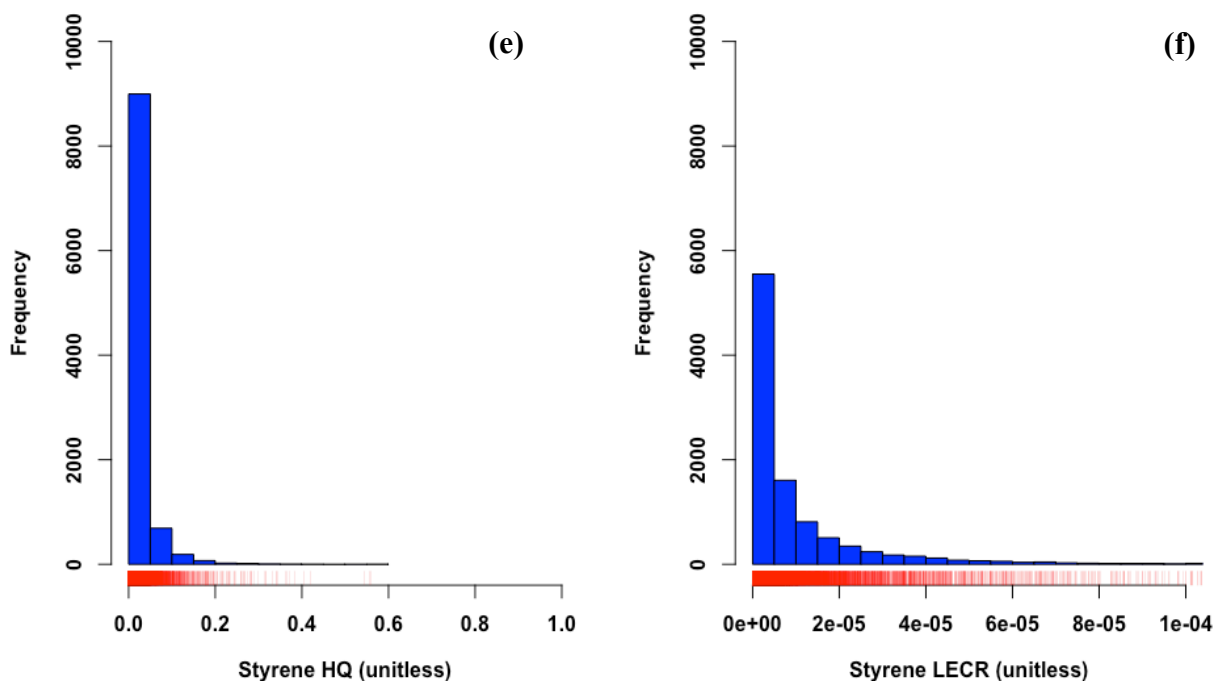 (e)
10000
8000
6000
4000
2000
0
Frequency
0.0 0.2 0.4 0.6 0.8 1.0
Styrene HQ (unitless)
(f)
10000
8000
6000
4000
2000
0
Frequency
0e+00 2e-05 4e-05 6e-05 8e-05 1e-04
Styrene LECR (unitless)